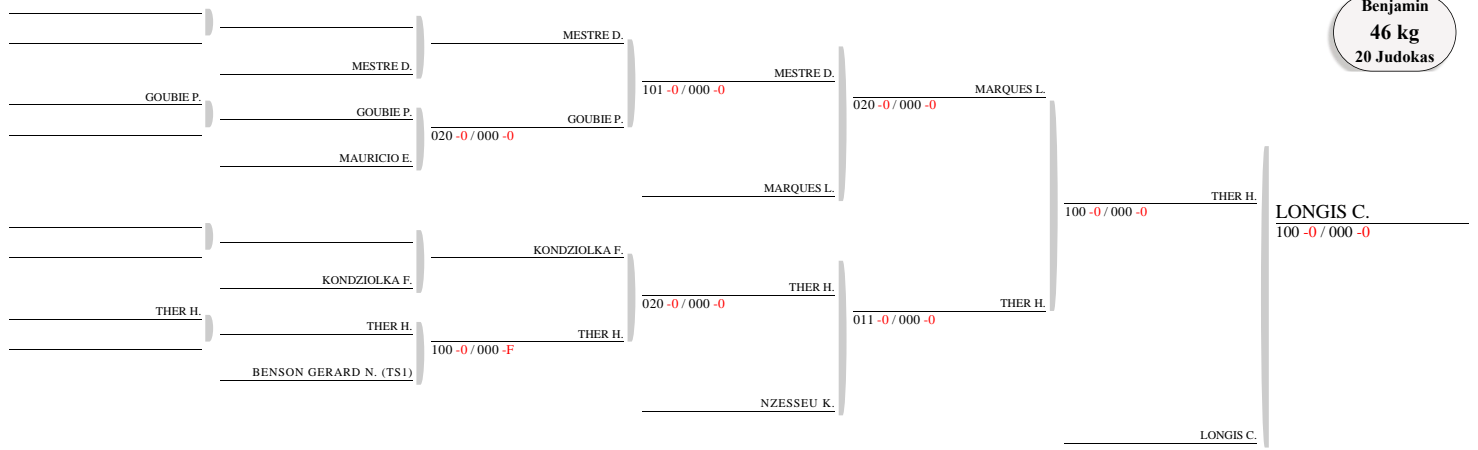 Benjamin
46 kg
20 Judokas
MESTRE D.
GOUBIE P.
GOUBIE P.
MAURICIO E.
MESTRE D.
GOUBIE P.
020 -0 / 000 -0
MESTRE D.
101 -0 / 000 -0
MARQUES L.
MARQUES L.
020 -0 / 000 -0
KONDZIOLKA F.
THER H.
THER H.
BENSON GERARD N. (TS1)
KONDZIOLKA F.
THER H.
100 -0 / 000 -F
THER H.
020 -0 / 000 -0
NZESSEU K.
THER H.
011 -0 / 000 -0
THER H.
100 -0 / 000 -0
LONGIS C.
LONGIS C.
100 -0 / 000 -0